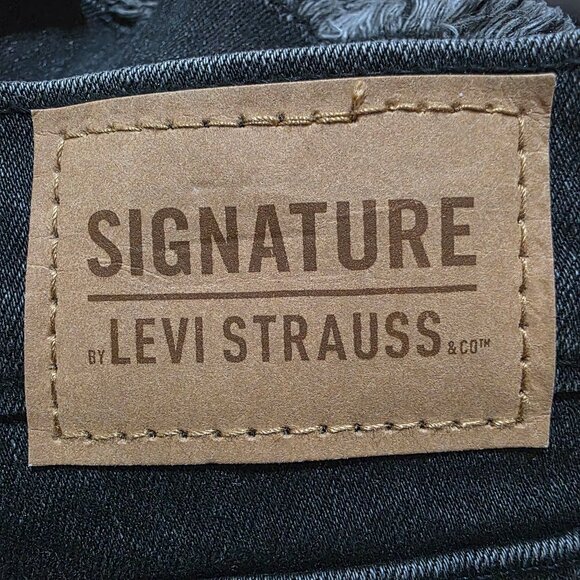 SIGNATURE
BY LEVI STRAUSS & CO™